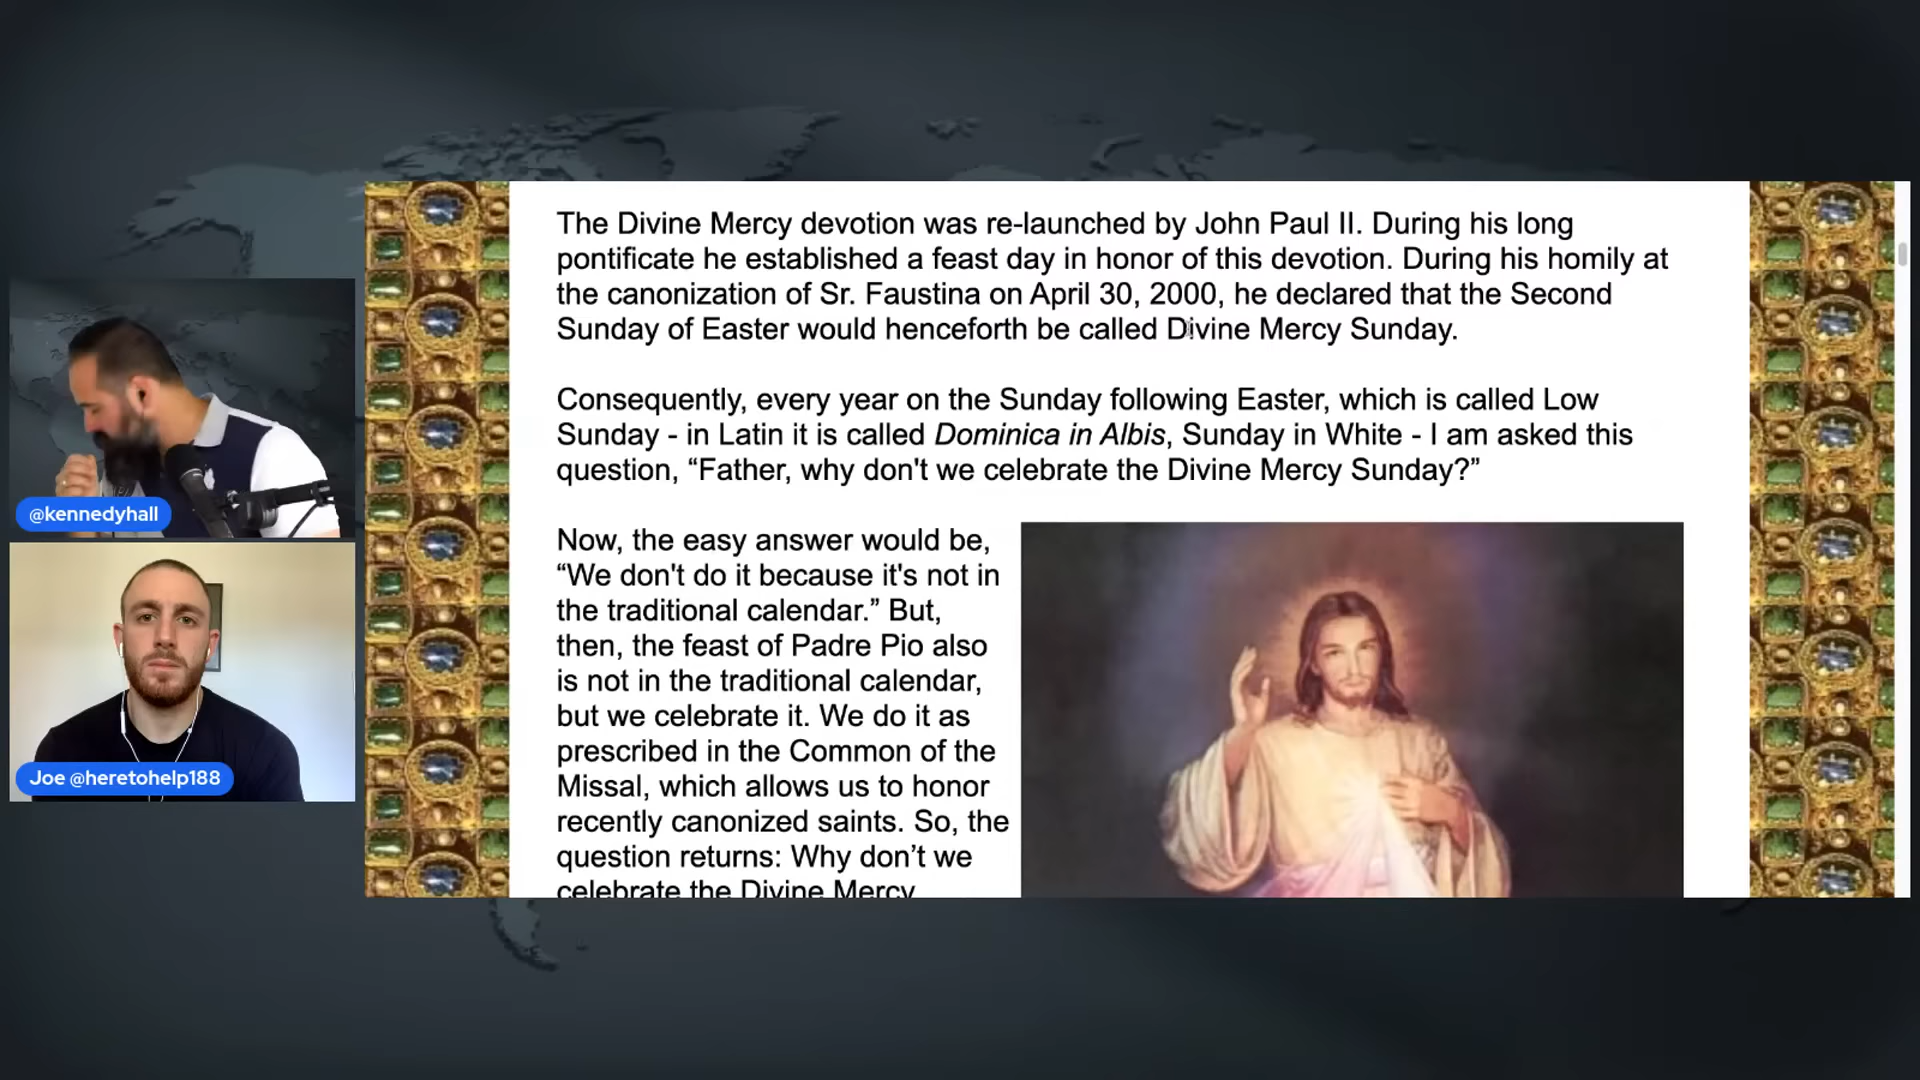 The Divine Mercy devotion was re-launched by John Paul II. During his long
pontificate he established a feast day in honor of this devotion. During his homily at
the canonization of Sr. Faustina on April 30, 2000, he declared that the Second
Sunday of Easter would henceforth be called Divine Mercy Sunday.
Consequently, every year on the Sunday following Easter, which is called Low
Sunday - in Latin it is called Dominica in Albis, Sunday in White - I am asked this
question, “Father, why don't we celebrate the Divine Mercy Sunday?”
Now, the easy answer would be,
“We don't do it because it's not in
the traditional calendar.” But,
then, the feast of Padre Pio also
is not in the traditional calendar,
but we celebrate it. We do it as
prescribed in the Common of the
Missal, which allows us to honor
recently canonized saints. So, the
question returns: Why don’t we
celebrate the Divine Mercy
@kennedyhall
Joe @heretohelp188